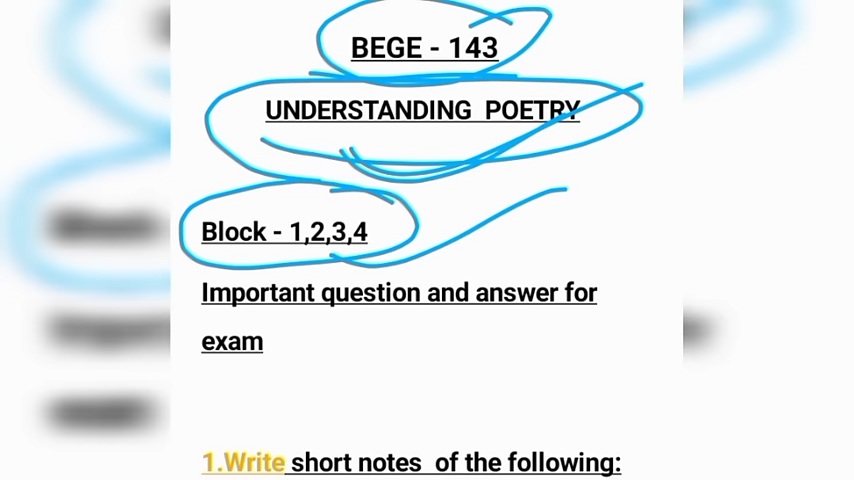 BEGE - 143
UNDERSTANDING POETRY
Block - 1,2,3,4
Important question and answer for
exam
1.Write short notes of the following: